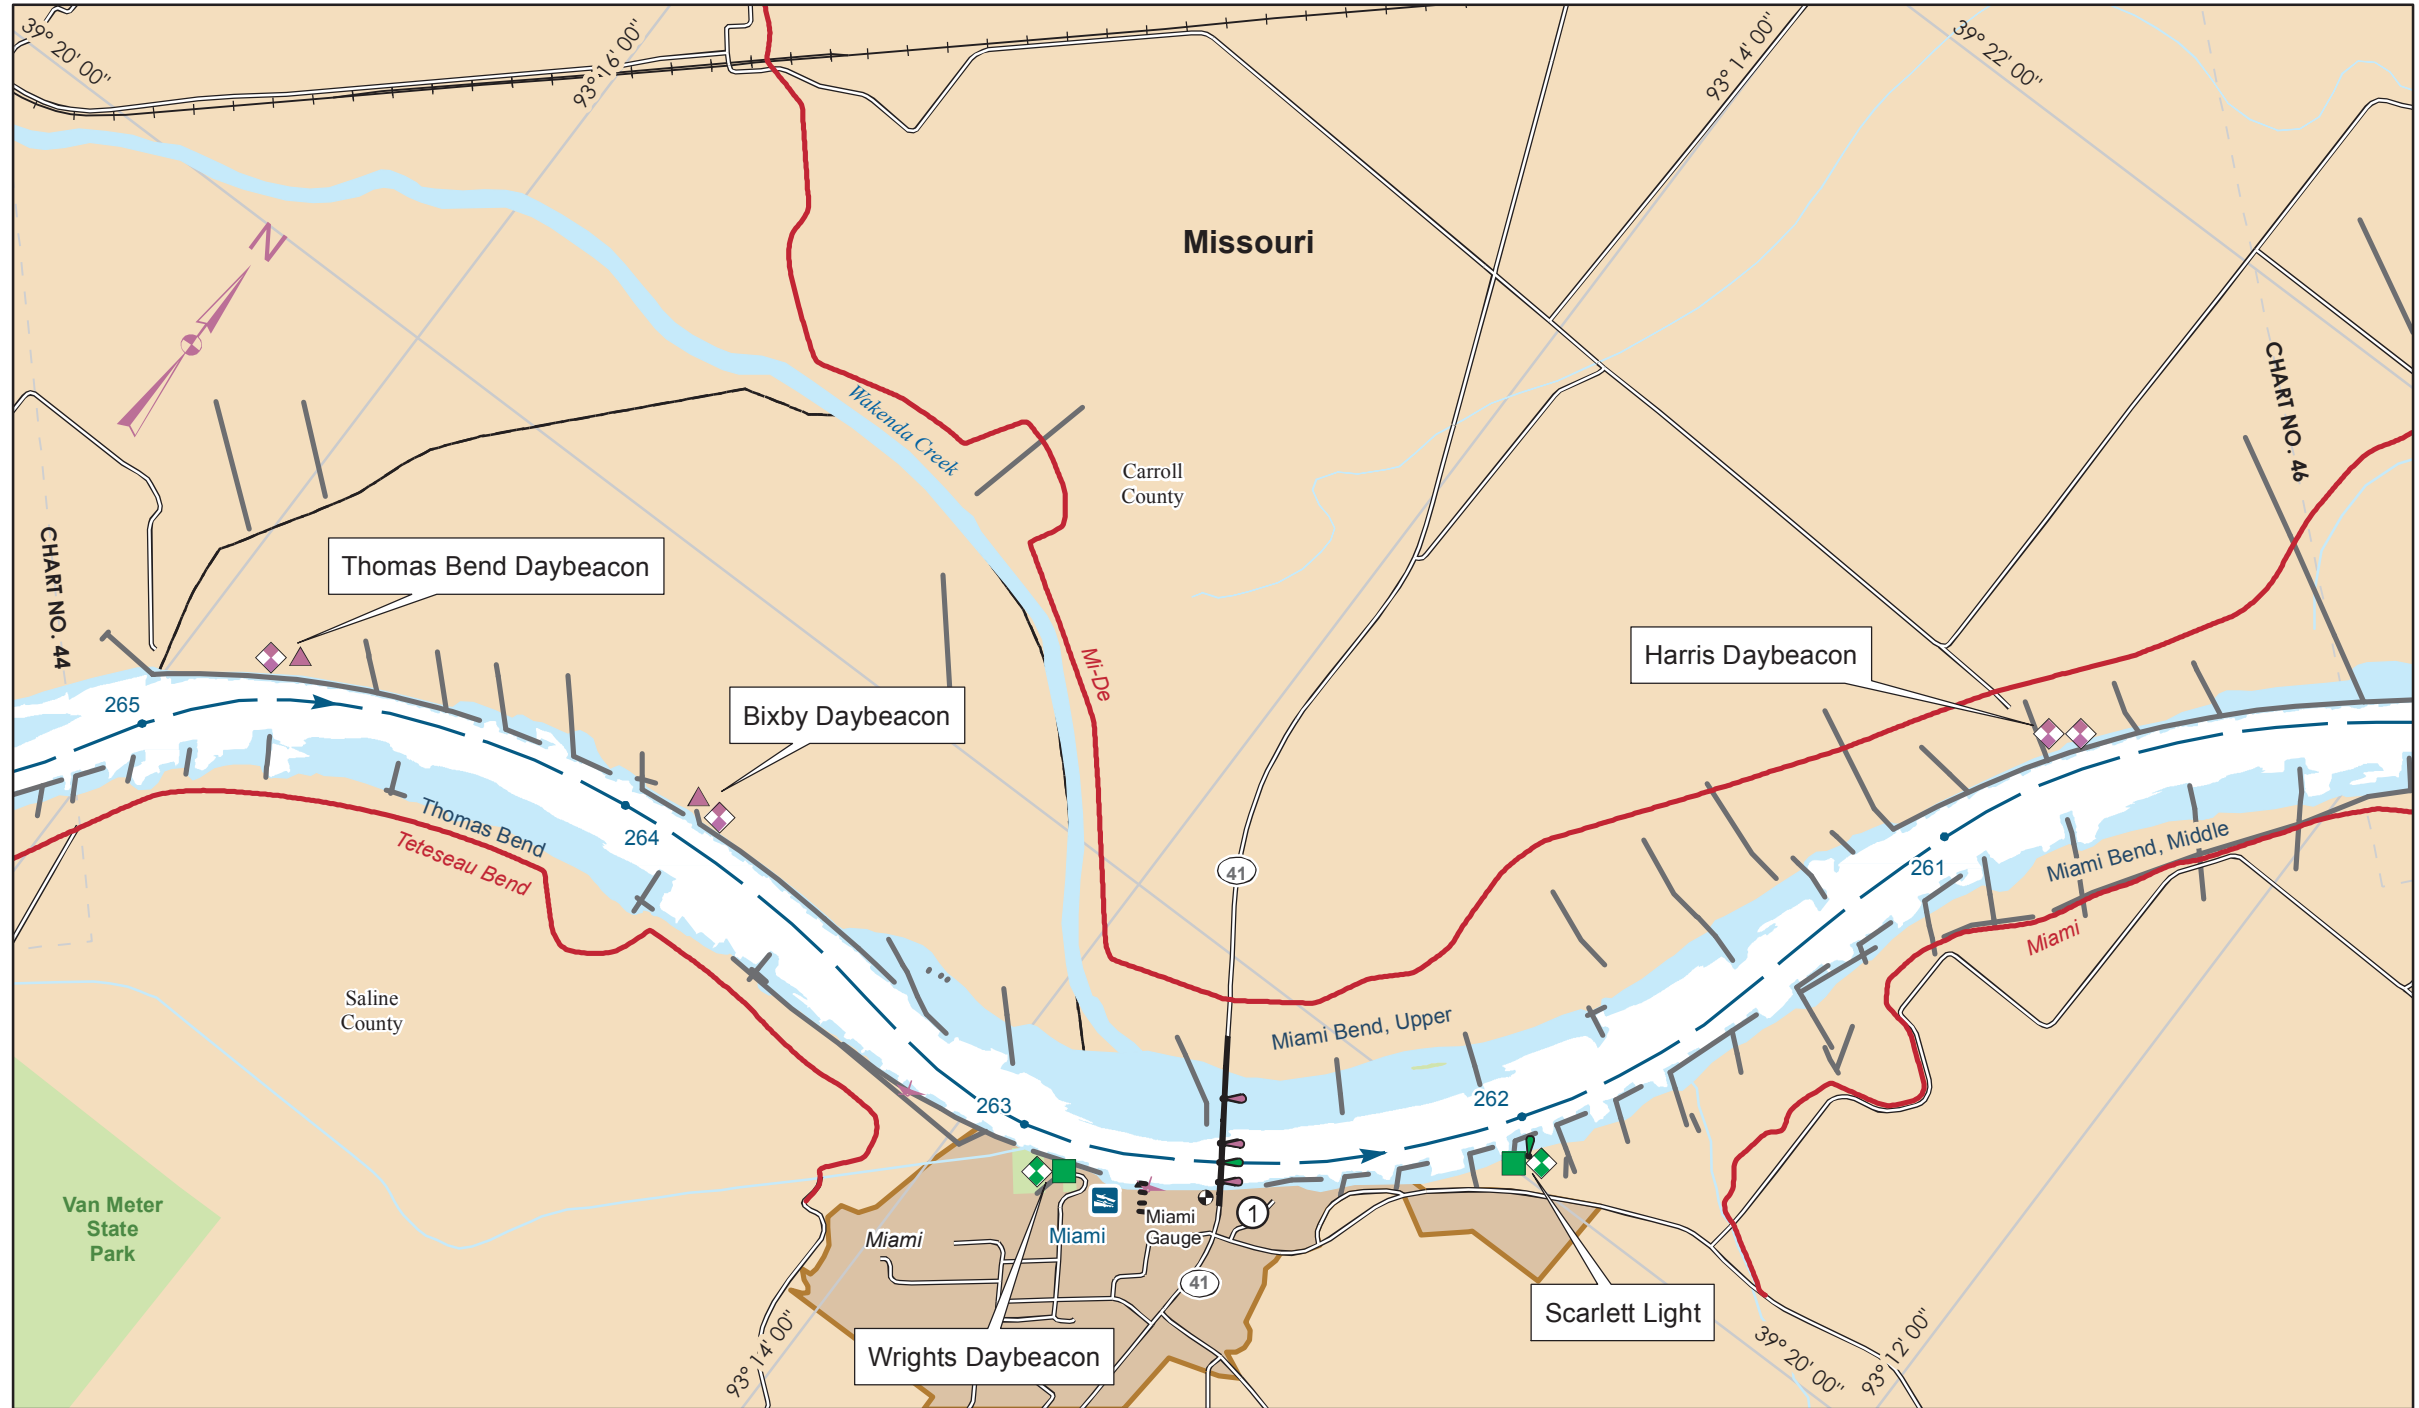 39° 20' 00"
93° 16' 00"
93° 14' 00"
39° 22' 00"
N
Missouri
Wakenda Creek
Carroll
County
CHART NO. 46
CHART NO. 44
Thomas Bend Daybeacon
Mi-De
Harris Daybeacon
265
Bixby Daybeacon
Thomas Bend
264
Teteseau Bend
41
261
Miami Bend, Middle
Miami
Saline
County
Miami Bend, Upper
263
262
Van Meter
State
Park
Miami
Miami
Miami
Gauge
1
41
Scarlett Light
Wrights Daybeacon
93° 14' 00"
39° 20' 00"
93° 12' 00"